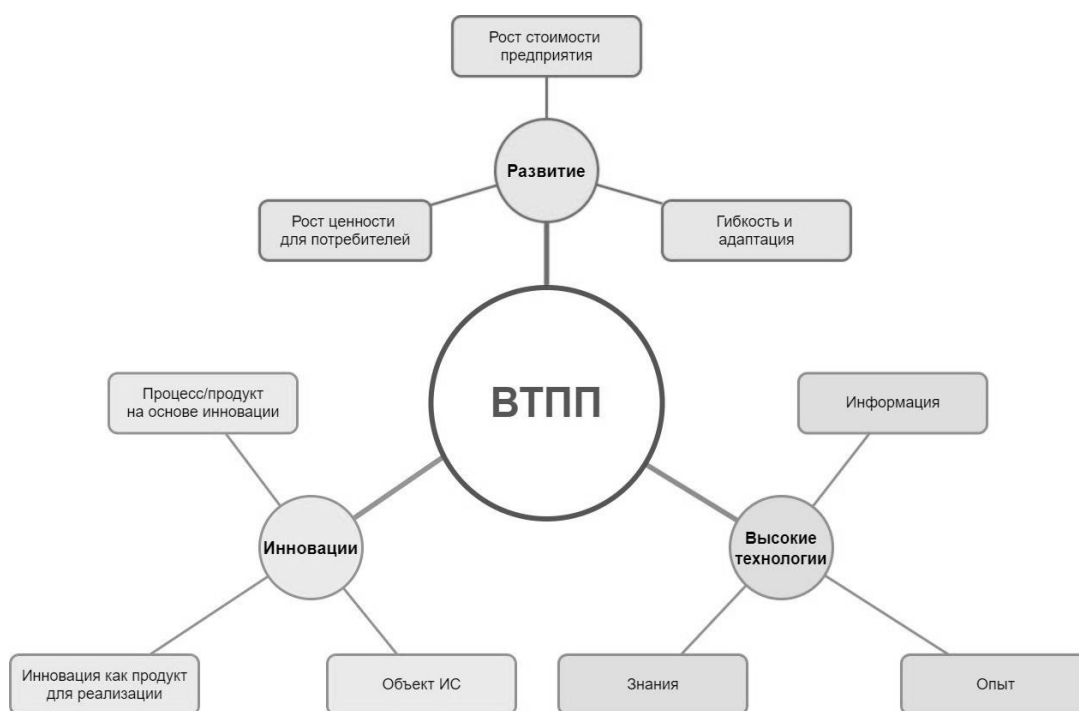 Рост стоимости
предприятия
Развитие
Рост ценности
для потребителей
Гибкость и
адаптация
ВТПП
Процесс/продукт
на основе инновации
Информация
Инновации
Высокие
технологии
Инновация как продукт
для реализации
Объект ИС
Знания
Опыт